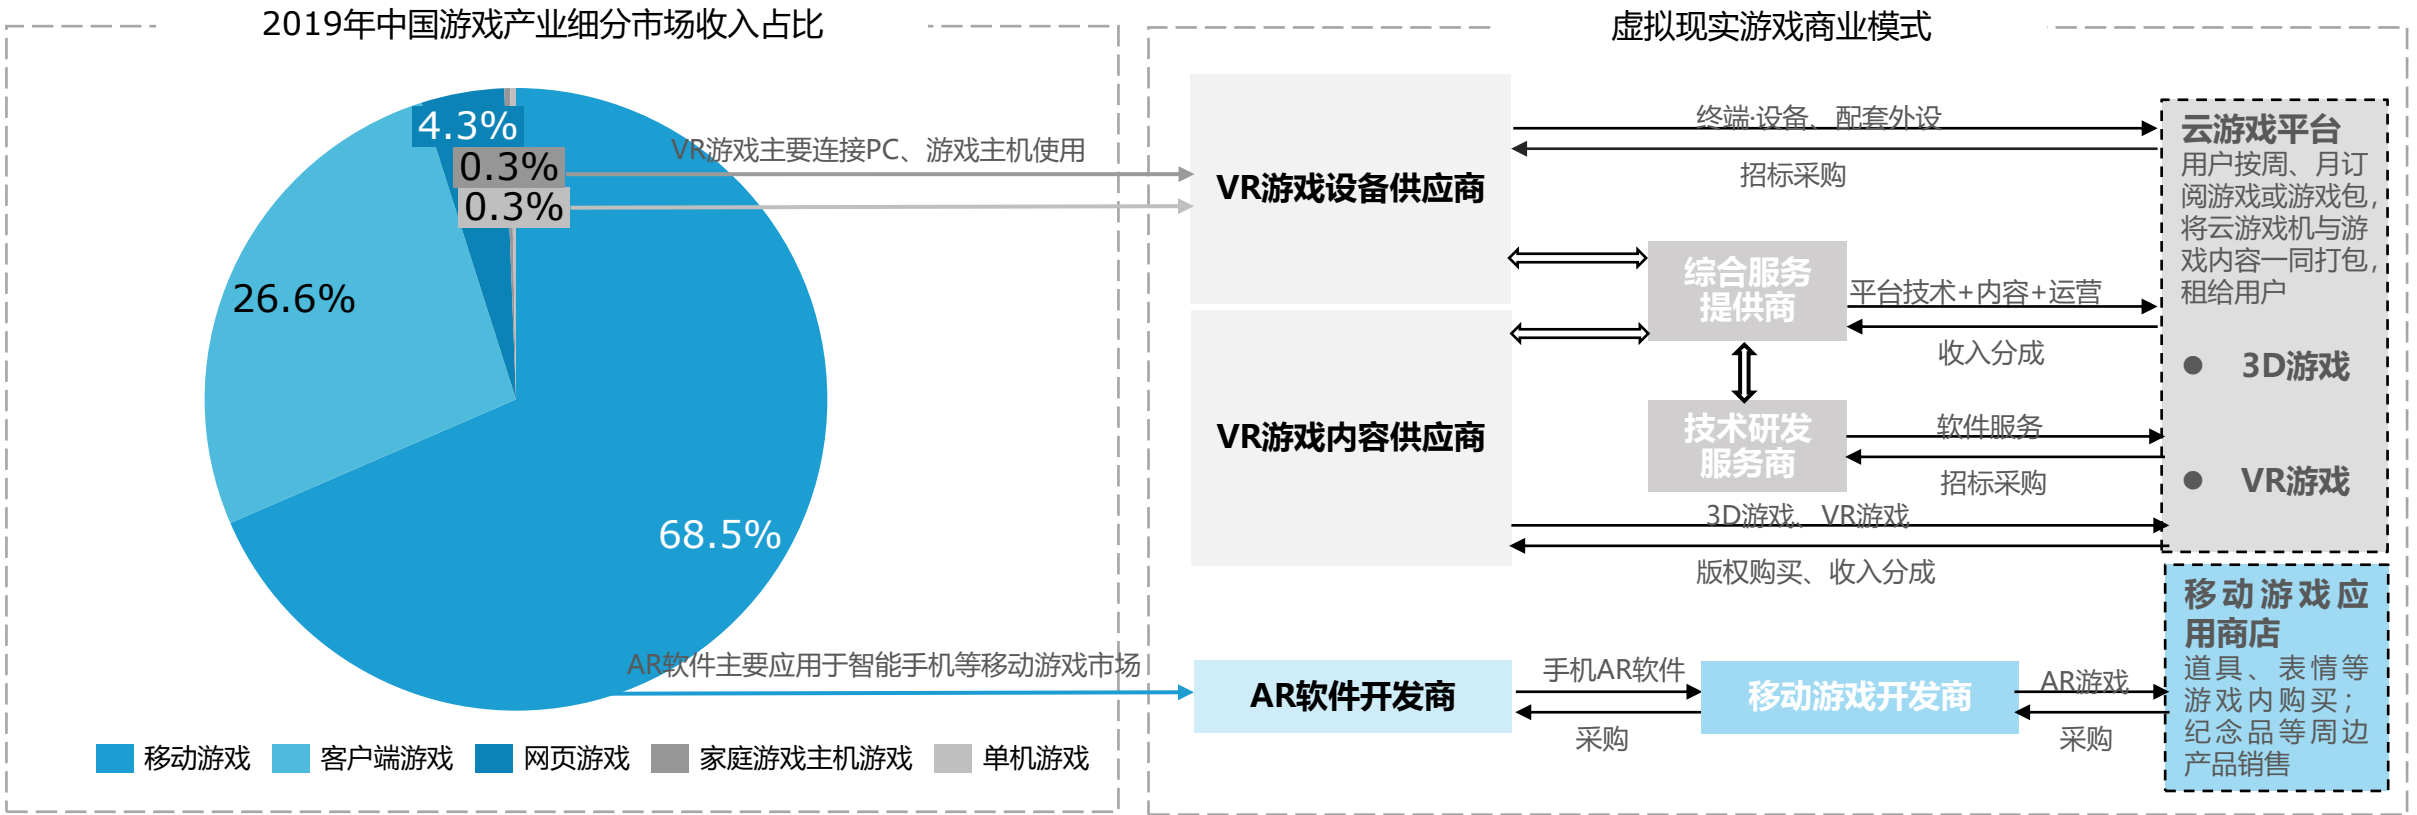 2019年中国游戏产业细分市场收入占比
4.3%
0.3%
0.3%
26.6%
68.5%
VR游戏主要连接PC、游戏主机使用
AR软件主要应用于智能手机等移动游戏市场
移动游戏
客户端游戏
网页游戏
家庭游戏主机游戏
单机游戏
虚拟现实游戏商业模式
VR游戏设备供应商
VR游戏内容供应商
终端·设备、配套外设
招标采购
综合服务
提供商
平台技术+内容+运营
收入分成
技术研发
服务商
软件服务
招标采购
3D游戏、VR游戏
版权购买、收入分成
云游戏平台
用户按周、月订
阅游戏或游戏包,
将云游戏机与游
戏内容一同打包,
租给用户
● 3D游戏
● VR游戏
AR软件开发商
手机AR软件
采购
移动游戏开发商
AR游戏
采购
移动游戏应
用商店
道具、表情等
游戏内购买；
纪念品等周边
产品销售